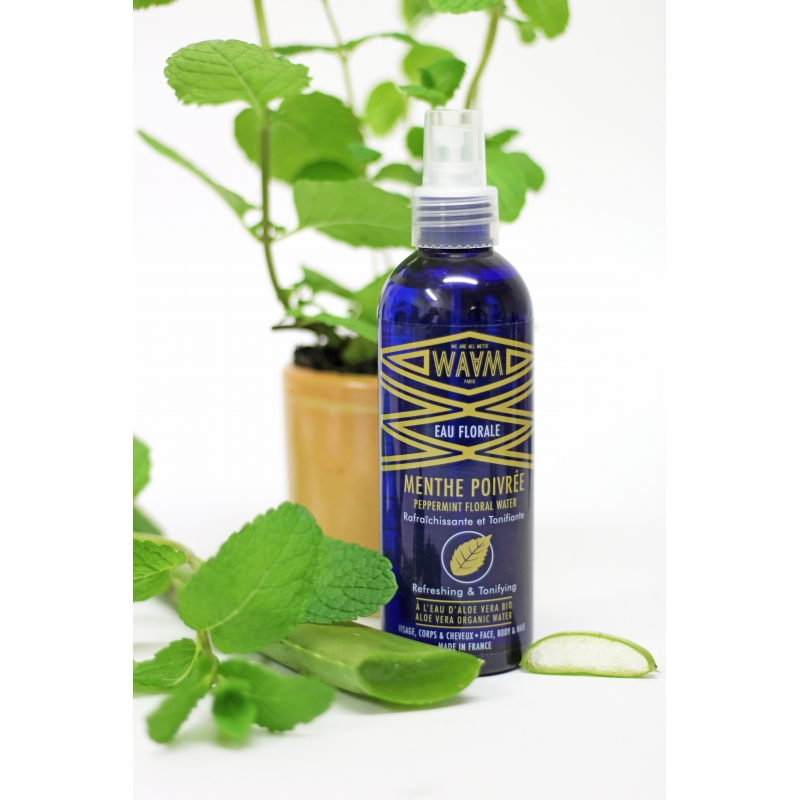 WE ARE ALL METIS
WAAM
PARIS
EAU FLORALE
MENTHE POIVRÉE
PEPPERMINT FLORAL WATER
Rafraîchissante et Tonifiante
Refreshing & Tonifying
À L'EAU D'ALOE VERA BIO
ALOE VERA ORGANIC WATER
VISAGE, CORPS & CHEVEUX • FACE, BODY & HAIR
MADE IN FRANCE